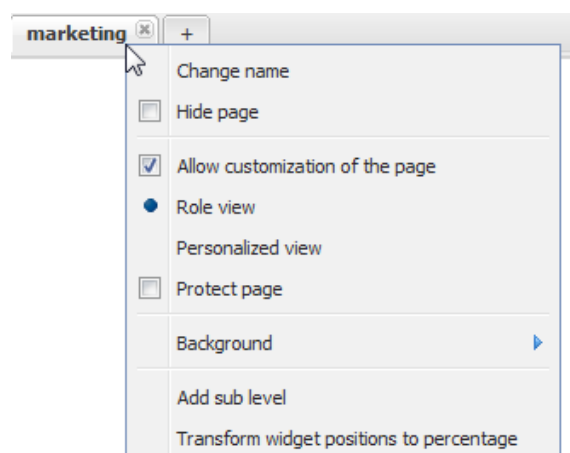 marketing +
Change name
Hide page
Allow customization of the page
Role view
Personalized view
Protect page
Background
Add sub level
Transform widget positions to percentage